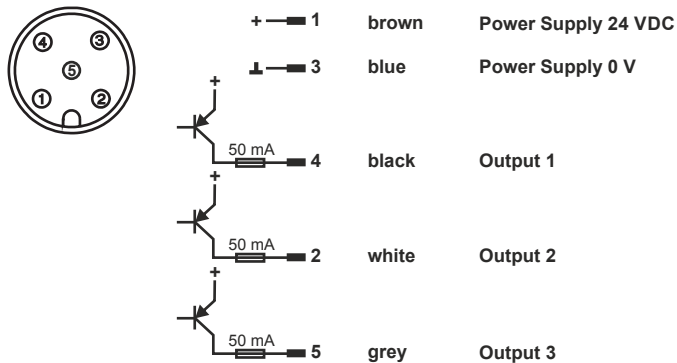 4 3
5
1 2
+ 1 brown Power Supply 24 VDC
3 blue Power Supply 0 V
+
50 mA 4 black Output 1
+
50 mA 2 white Output 2
+
50 mA 5 grey Output 3